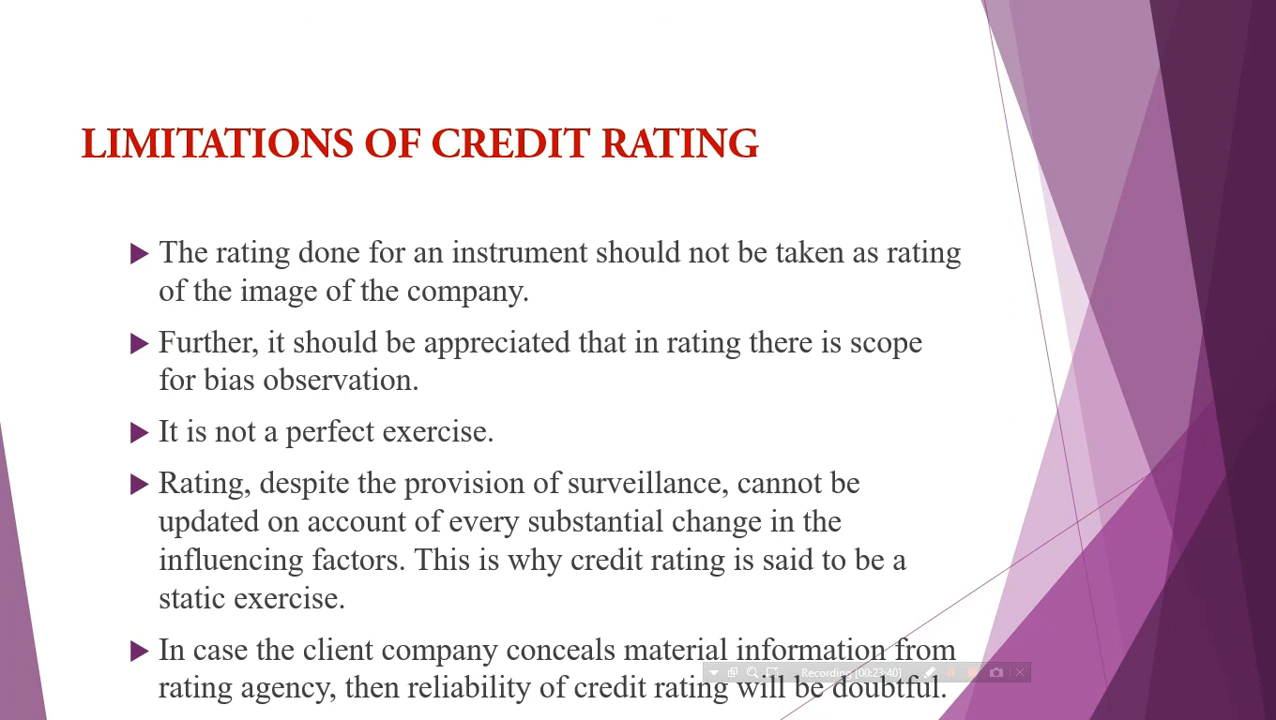 LIMITATIONS OF CREDIT RATING
The rating done for an instrument should not be taken as rating
of the image of the company.
Further, it should be appreciated that in rating there is scope
for bias observation.
It is not a perfect exercise.
Rating, despite the provision of surveillance, cannot be
updated on account of every substantial change in the
influencing factors. This is why credit rating is said to be a
static exercise.
In case the client company conceals material information from
Recording [00:23:40]
rating agency, then reliability of credit rating will be doubtful.